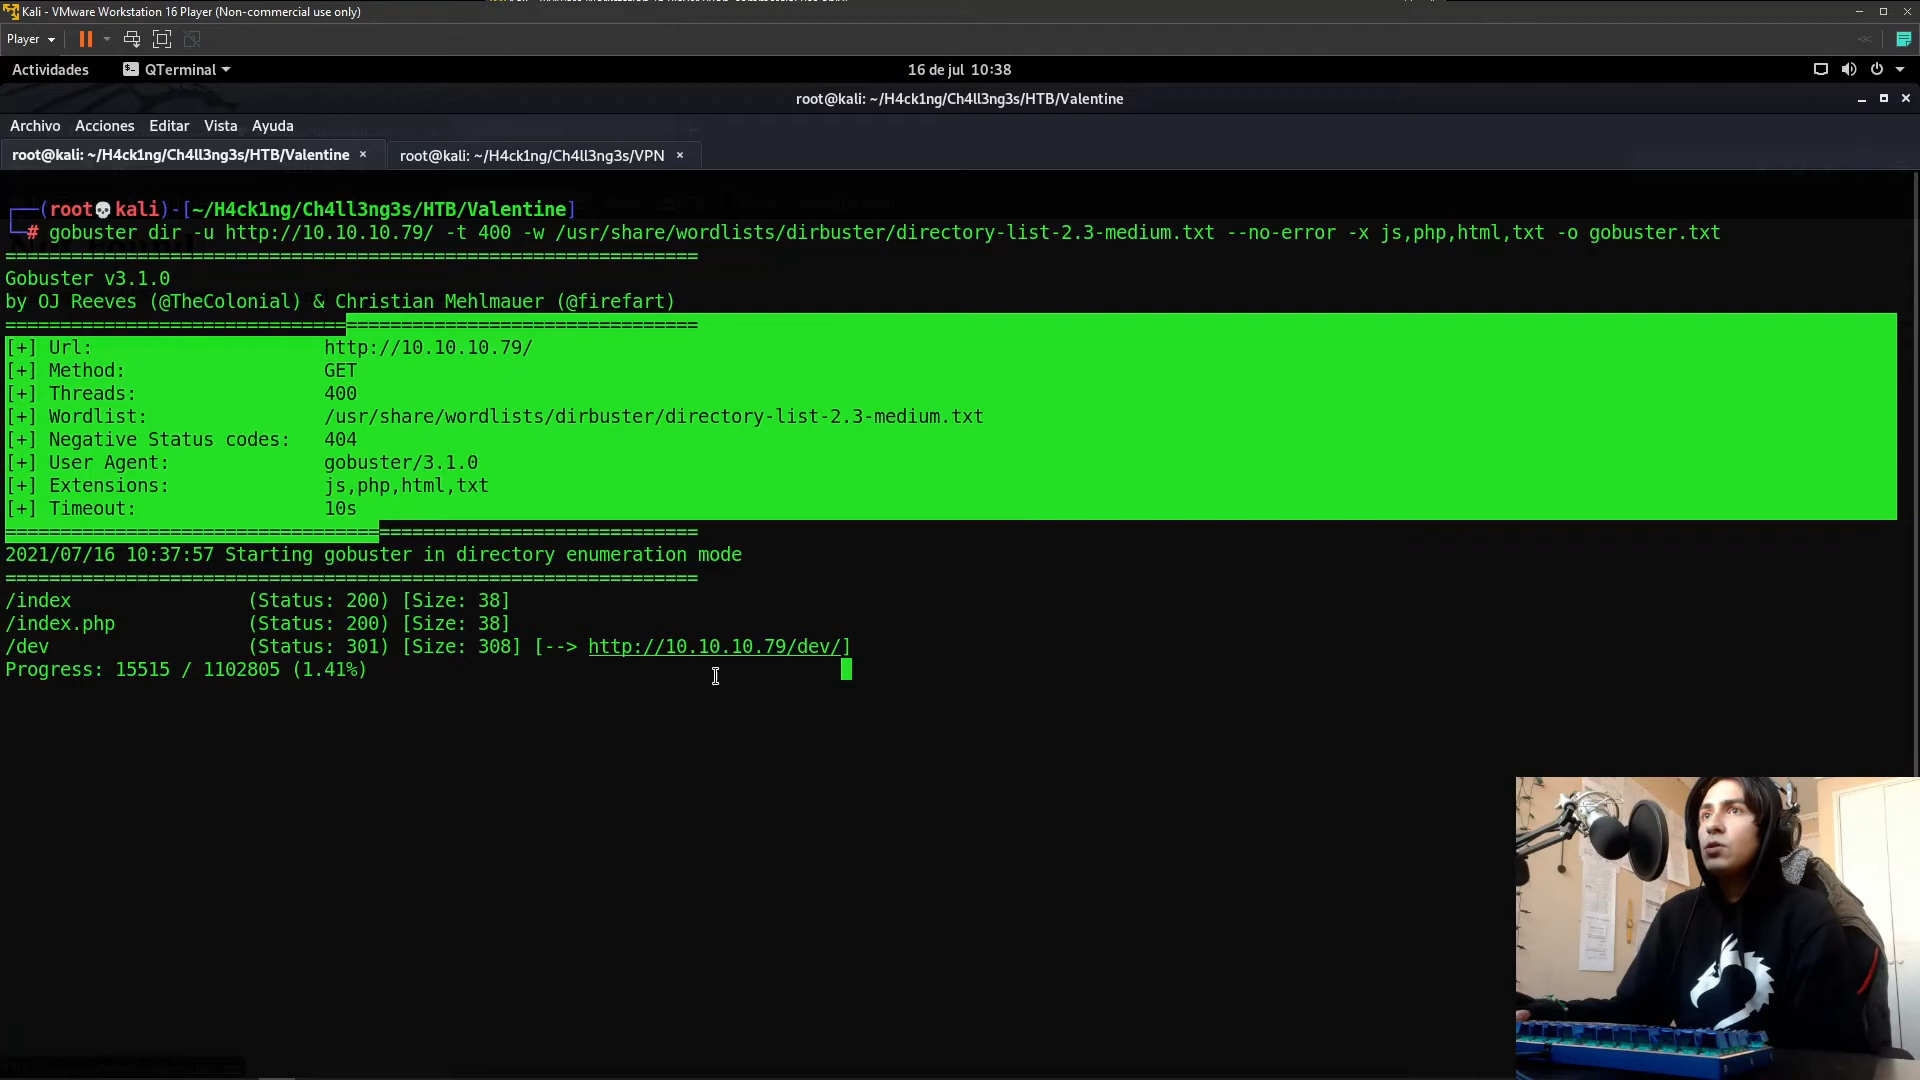 Kali - VMware Workstation 16 Player (Non-commercial use only)
Player
Actividades QTerminal 16 de jul 10:38
root@kali: ~/H4ck1ng/Ch4ll3ng3s/HTB/Valentine
Archivo Acciones Editar Vista Ayuda
root@kali: ~/H4ck1ng/Ch4ll3ng3s/HTB/Valentine × root@kali: ~/H4ck1ng/Ch4ll3ng3s/VPN ×
┌──(root💀kali)-[~/H4ck1ng/Ch4ll3ng3s/HTB/Valentine]
└─# gobuster dir -u http://10.10.10.79/ -t 400 -w /usr/share/wordlists/dirbuster/directory-list-2.3-medium.txt --no-error -x js,php,html,txt -o gobuster.txt
===============================================================
Gobuster v3.1.0
by OJ Reeves (@TheColonial) & Christian Mehlmauer (@firefart)
===============================================================
[+] Url: http://10.10.10.79/
[+] Method: GET
[+] Threads: 400
[+] Wordlist: /usr/share/wordlists/dirbuster/directory-list-2.3-medium.txt
[+] Negative Status codes: 404
[+] User Agent: gobuster/3.1.0
[+] Extensions: js,php,html,txt
[+] Timeout: 10s
===============================================================
2021/07/16 10:37:57 Starting gobuster in directory enumeration mode
===============================================================
/index (Status: 200) [Size: 38]
/index.php (Status: 200) [Size: 38]
/dev (Status: 301) [Size: 308] [--> http://10.10.10.79/dev/]
Progress: 15515 / 1102805 (1.41%)